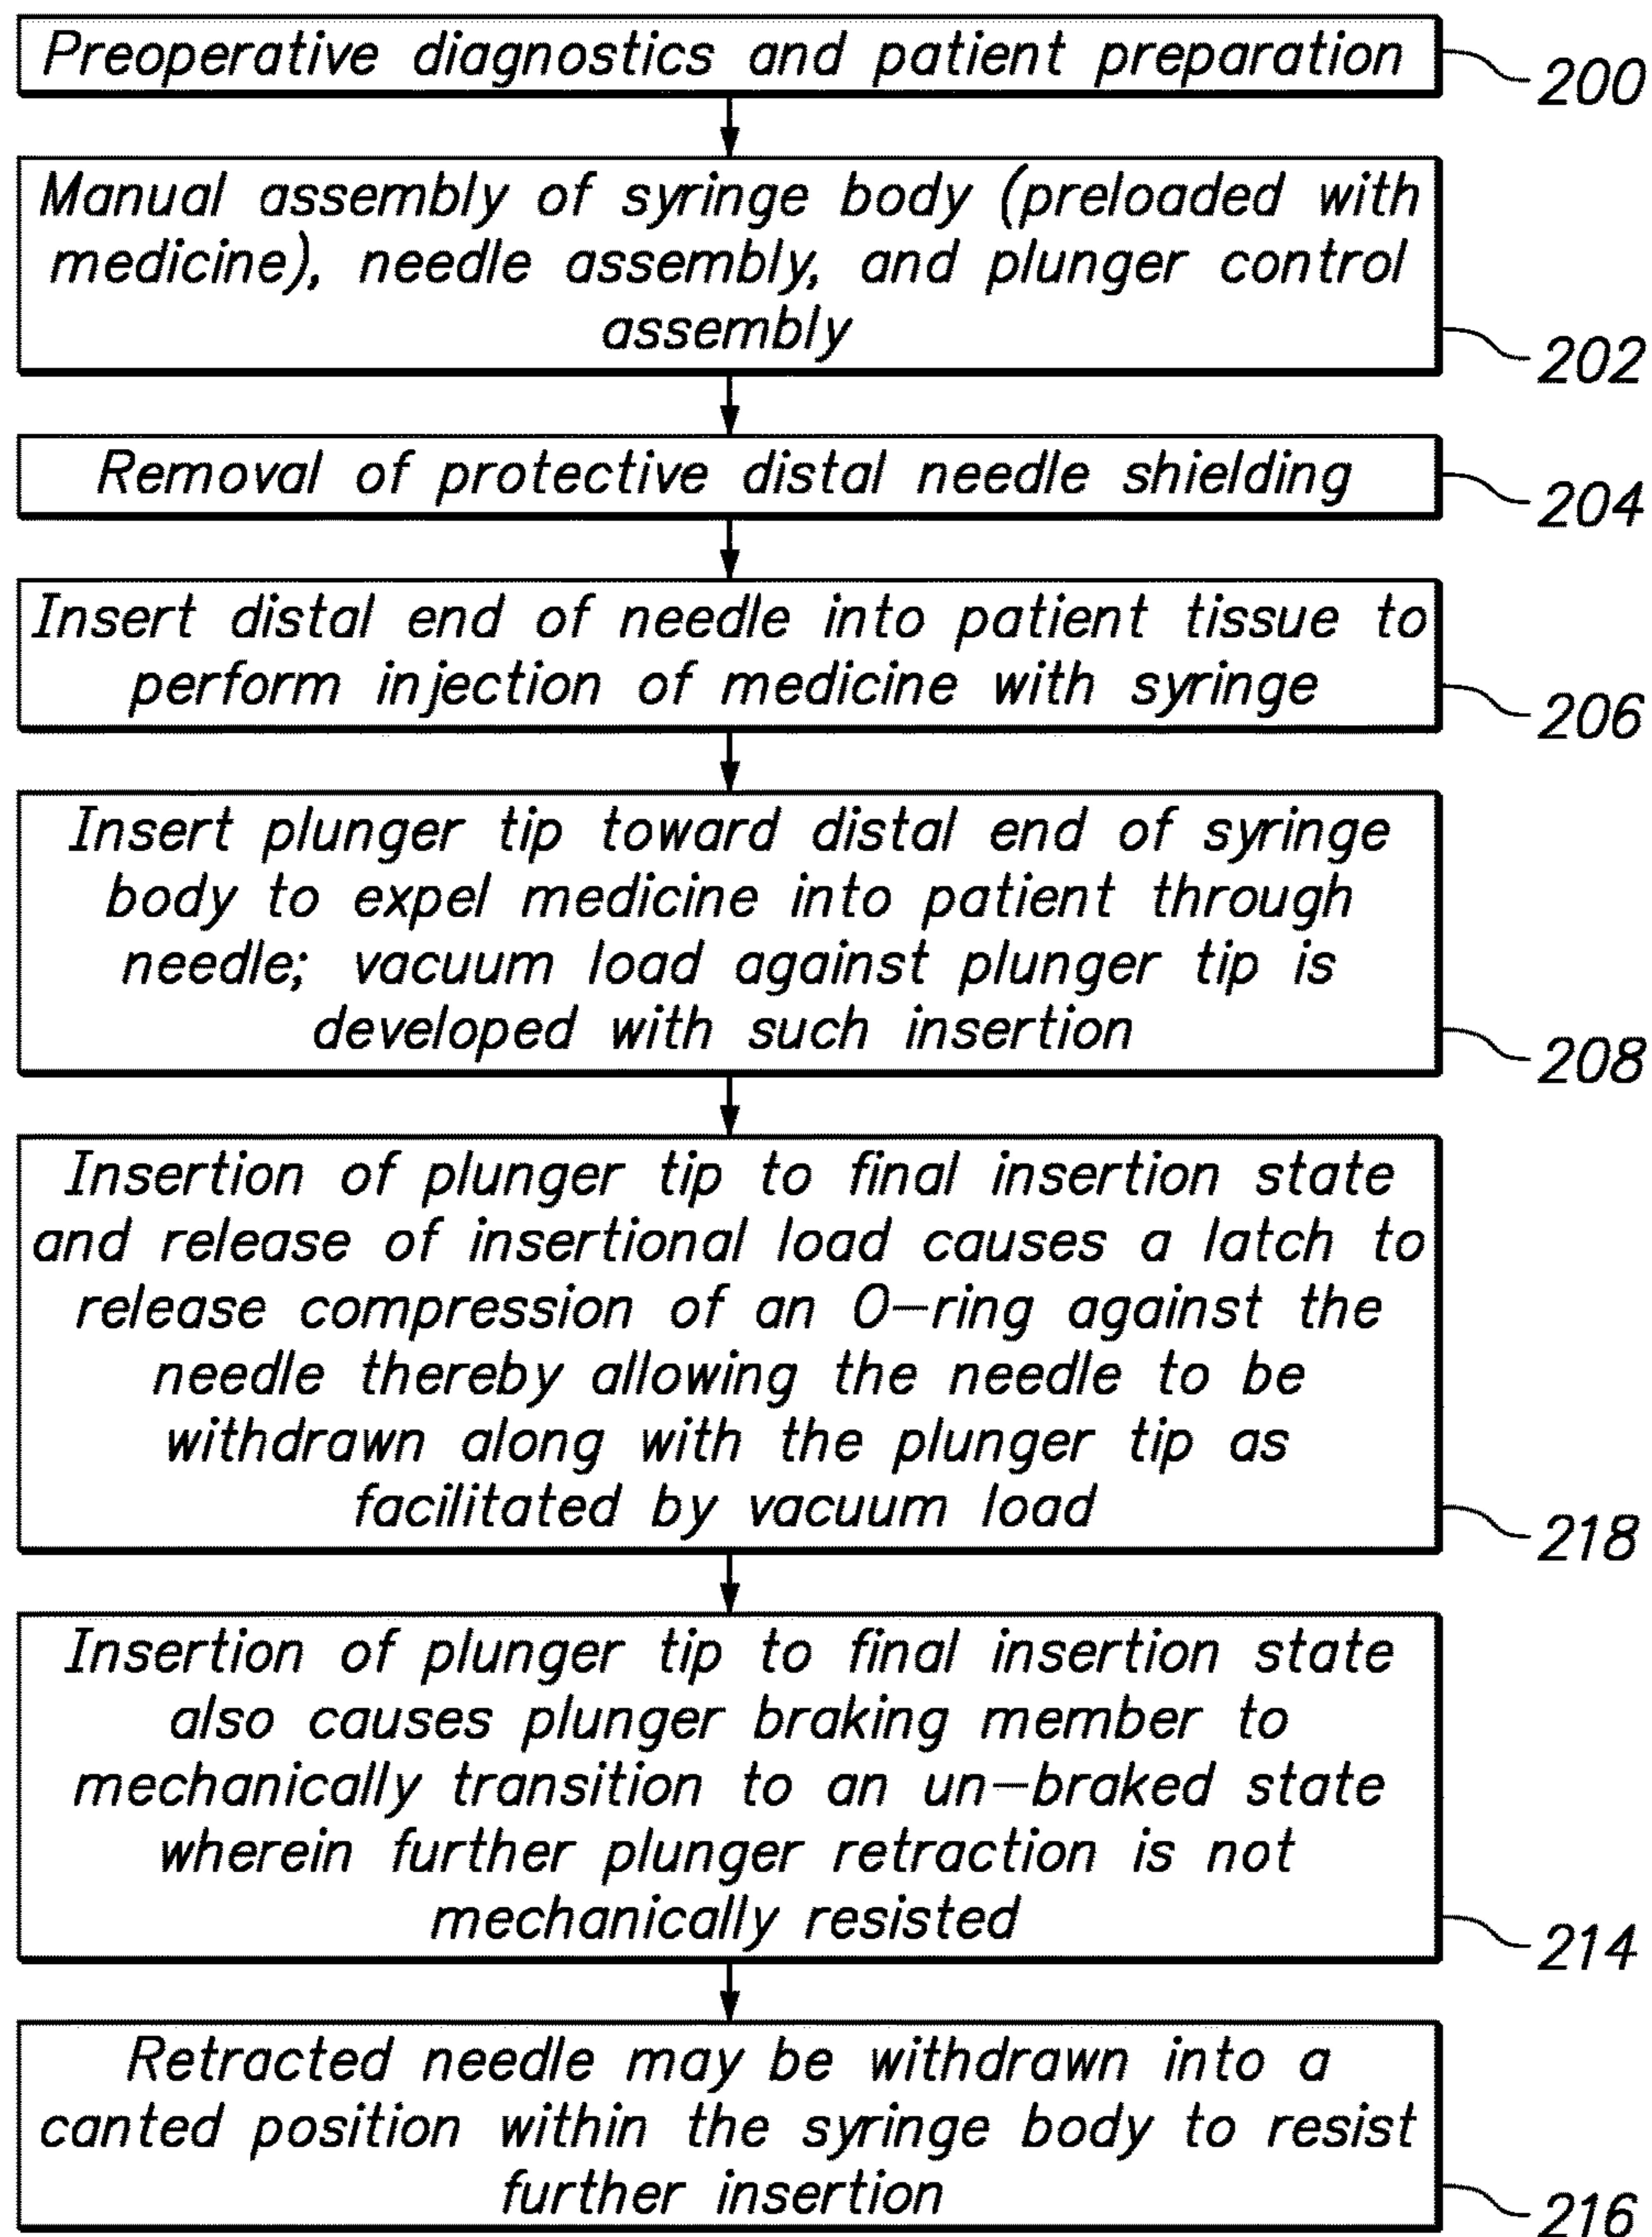 Preoperative diagnostics and patient preparation
200
Manual assembly of syringe body (preloaded with
medicine), needle assembly, and plunger control
assembly
202
Removal of protective distal needle shielding
204
Insert distal end of needle into patient tissue to
perform injection of medicine with syringe
206
Insert plunger tip toward distal end of syringe
body to expel medicine into patient through
needle; vacuum load against plunger tip is
developed with such insertion
208
Insertion of plunger tip to final insertion state
and release of insertional load causes a latch to
release compression of an O-ring against the
needle thereby allowing the needle to be
withdrawn along with the plunger tip as
facilitated by vacuum load
218
Insertion of plunger tip to final insertion state
also causes plunger braking member to
mechanically transition to an un-braked state
wherein further plunger retraction is not
mechanically resisted
214
Retracted needle may be withdrawn into a
canted position within the syringe body to resist
further insertion
216